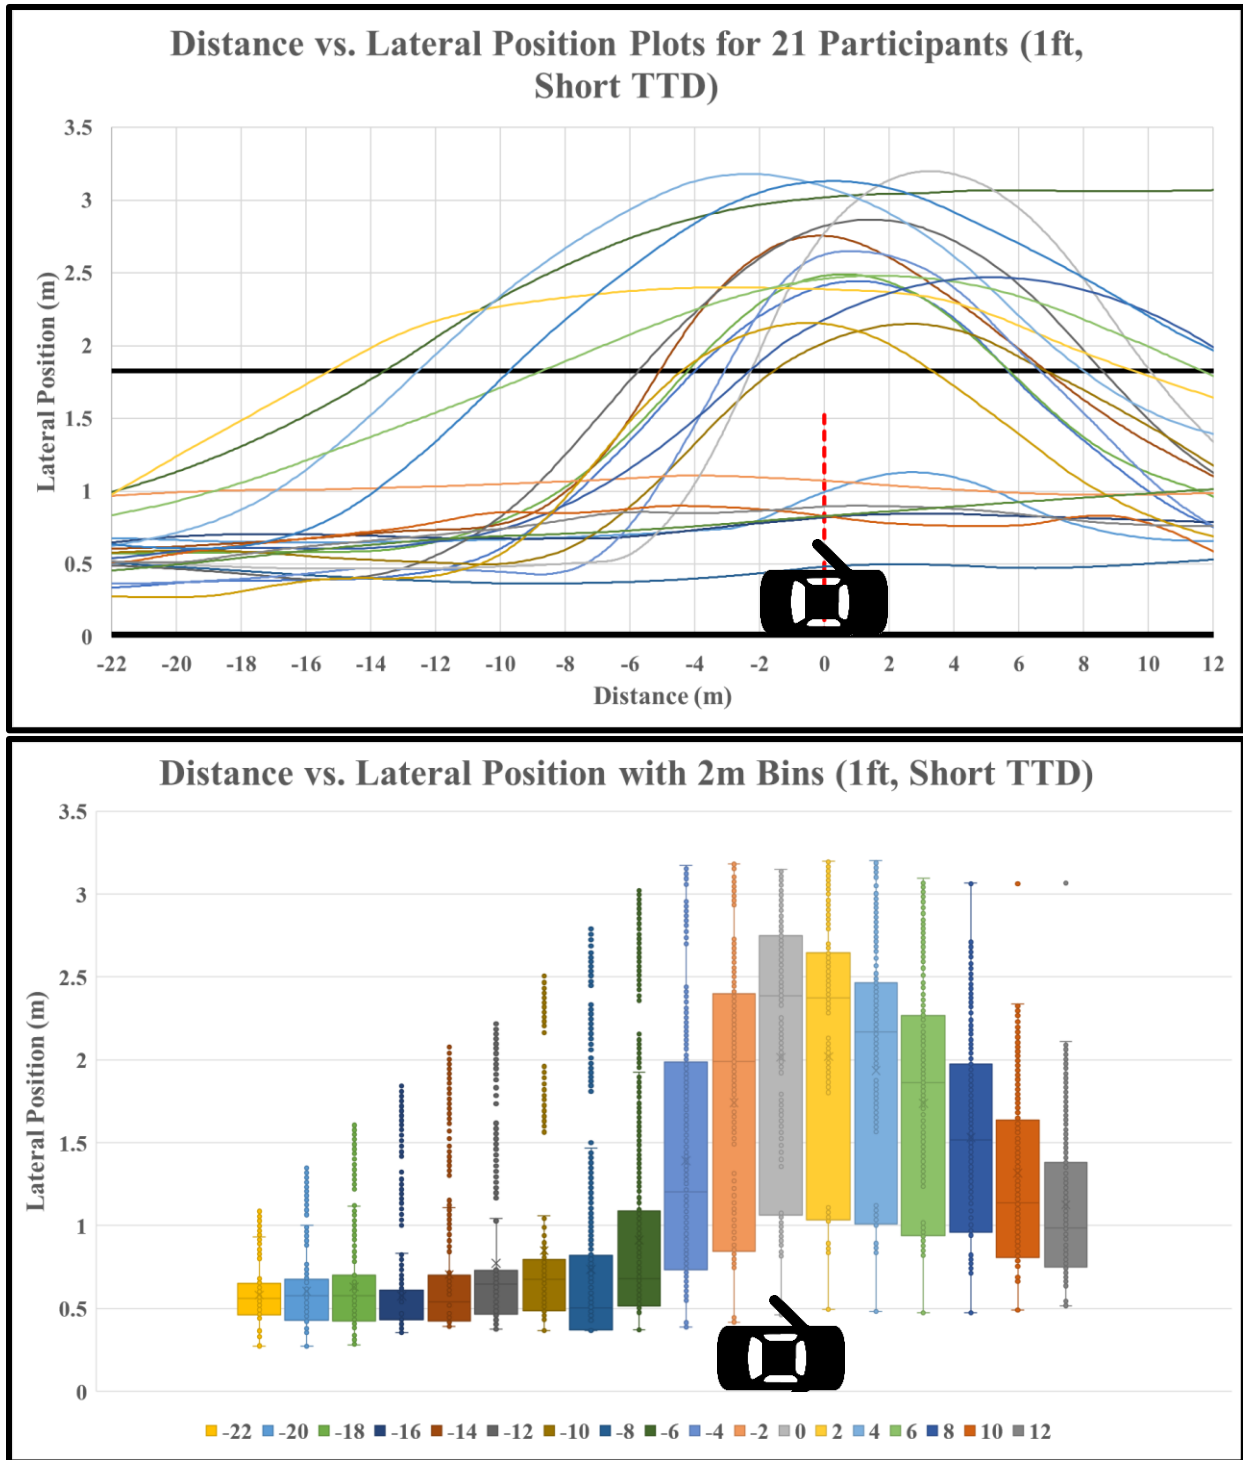 Distance vs. Lateral Position Plots for 21 Participants (1ft,
Short TTD)
3.5
3
2.5
2
1.5
1
0.5
0
Lateral Position (m)
-22 -20 -18 -16 -14 -12 -10 -8 -6 -4 -2 0 2 4 6 8 10 12
Distance (m)
Distance vs. Lateral Position with 2m Bins (1ft, Short TTD)
3.5
3
2.5
2
1.5
1
0.5
0
Lateral Position (m)
-22 -20 -18 -16 -14 -12 -10 -8 -6 -4 -2 0 2 4 6 8 10 12